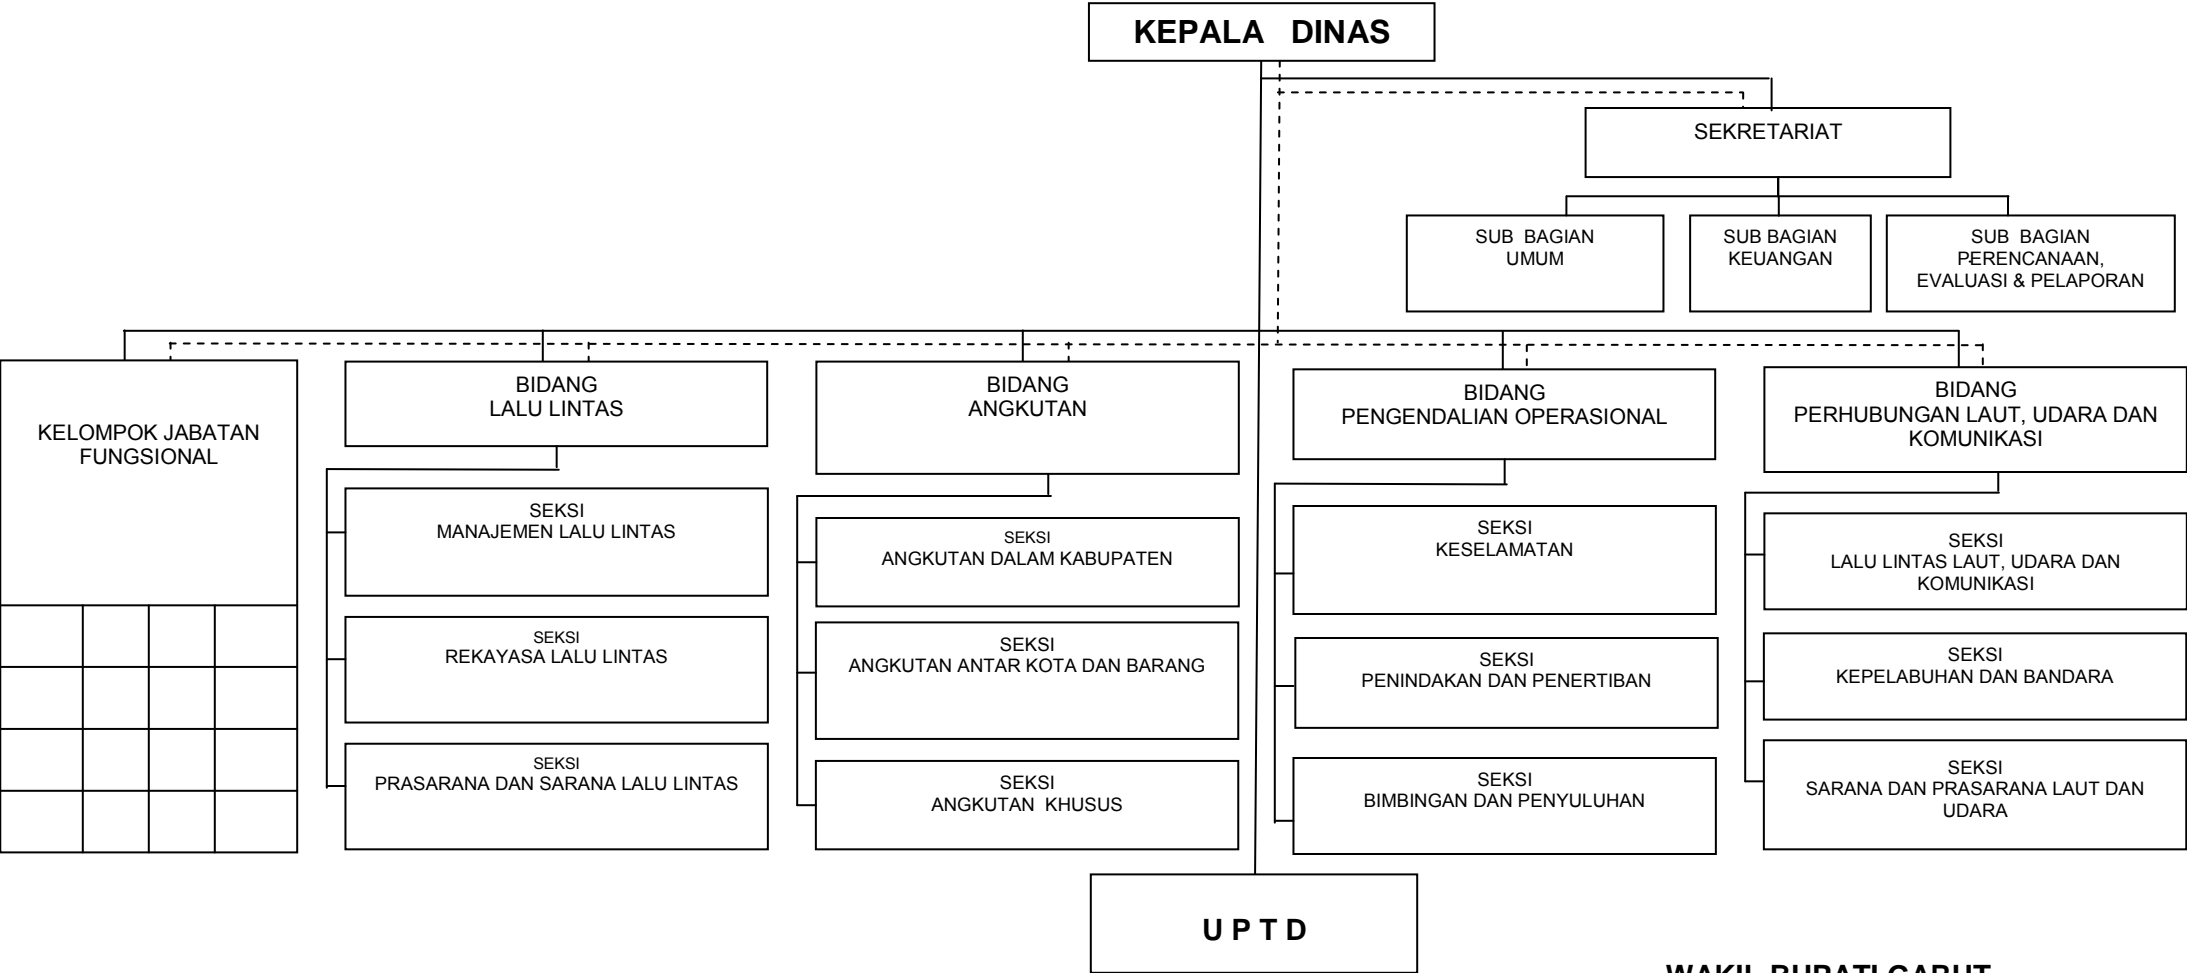 KEPALA DINAS
SEKRETARIAT
SUB BAGIAN
UMUM
SUB BAGIAN
KEUANGAN
SUB BAGIAN
PERENCANAAN,
EVALUASI & PELAPORAN
KELOMPOK JABATAN
FUNGSIONAL
BIDANG
LALU LINTAS
SEKSI
MANAJEMEN LALU LINTAS
SEKSI
REKAYASA LALU LINTAS
SEKSI
PRASARANA DAN SARANA LALU LINTAS
BIDANG
ANGKUTAN
SEKSI
ANGKUTAN DALAM KABUPATEN
SEKSI
ANGKUTAN ANTAR KOTA DAN BARANG
SEKSI
ANGKUTAN KHUSUS
BIDANG
PENGENDALIAN OPERASIONAL
SEKSI
KESELAMATAN
SEKSI
PENINDAKAN DAN PENERTIBAN
SEKSI
BIMBINGAN DAN PENYULUHAN
BIDANG
PERHUBUNGAN LAUT, UDARA DAN
KOMUNIKASI
SEKSI
LALU LINTAS LAUT, UDARA DAN
KOMUNIKASI
SEKSI
KEPELABUHAN DAN BANDARA
SEKSI
SARANA DAN PRASARANA LAUT DAN
UDARA
U P T D
WAKIL BUPATI GARUT